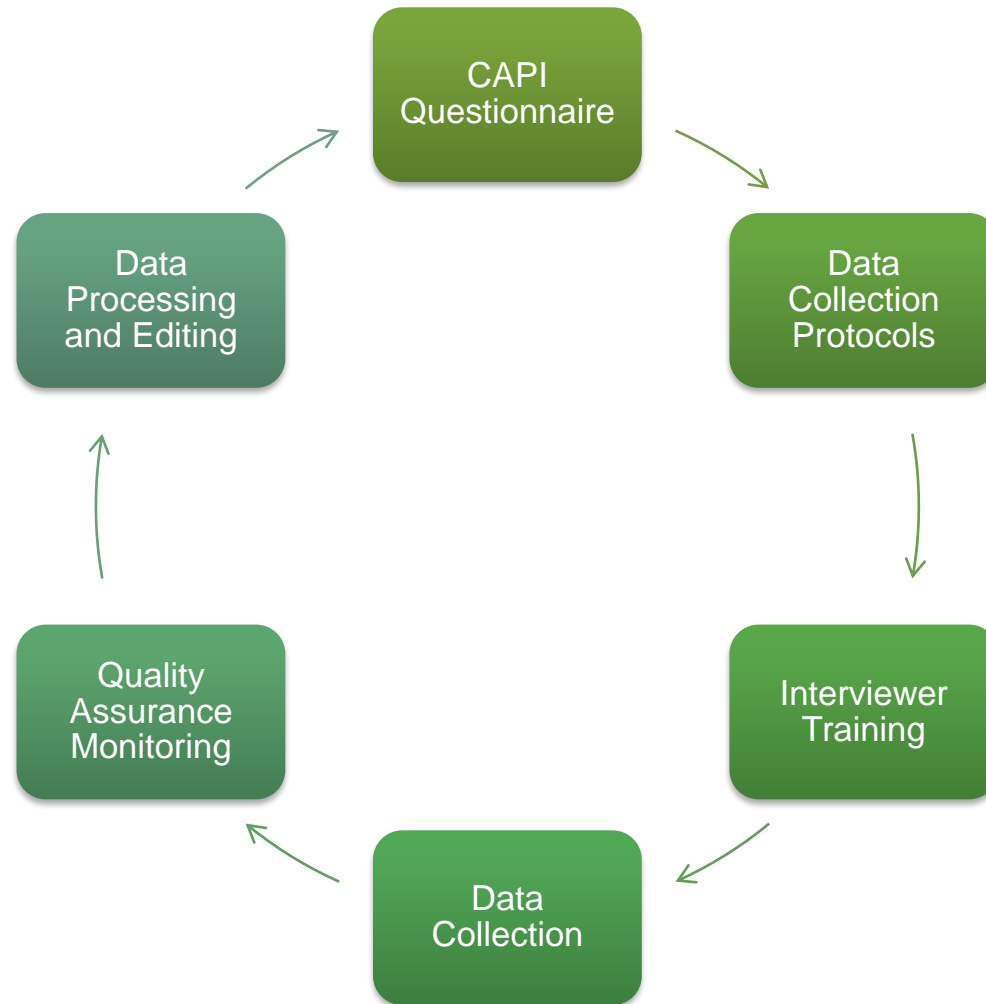 CAPI
Questionnaire
Data
Collection
Protocols
Interviewer
Training
Data
Collection
Quality
Assurance
Monitoring
Data
Processing
and Editing